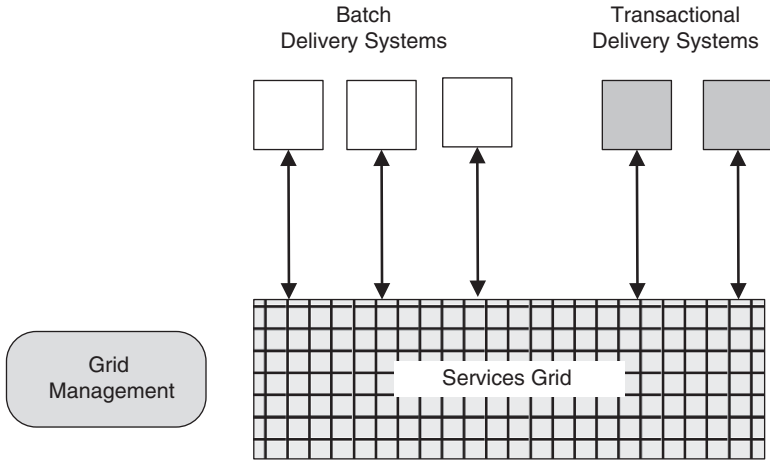 Batch
Delivery Systems
Transactional
Delivery Systems
Grid
Management
Services Grid